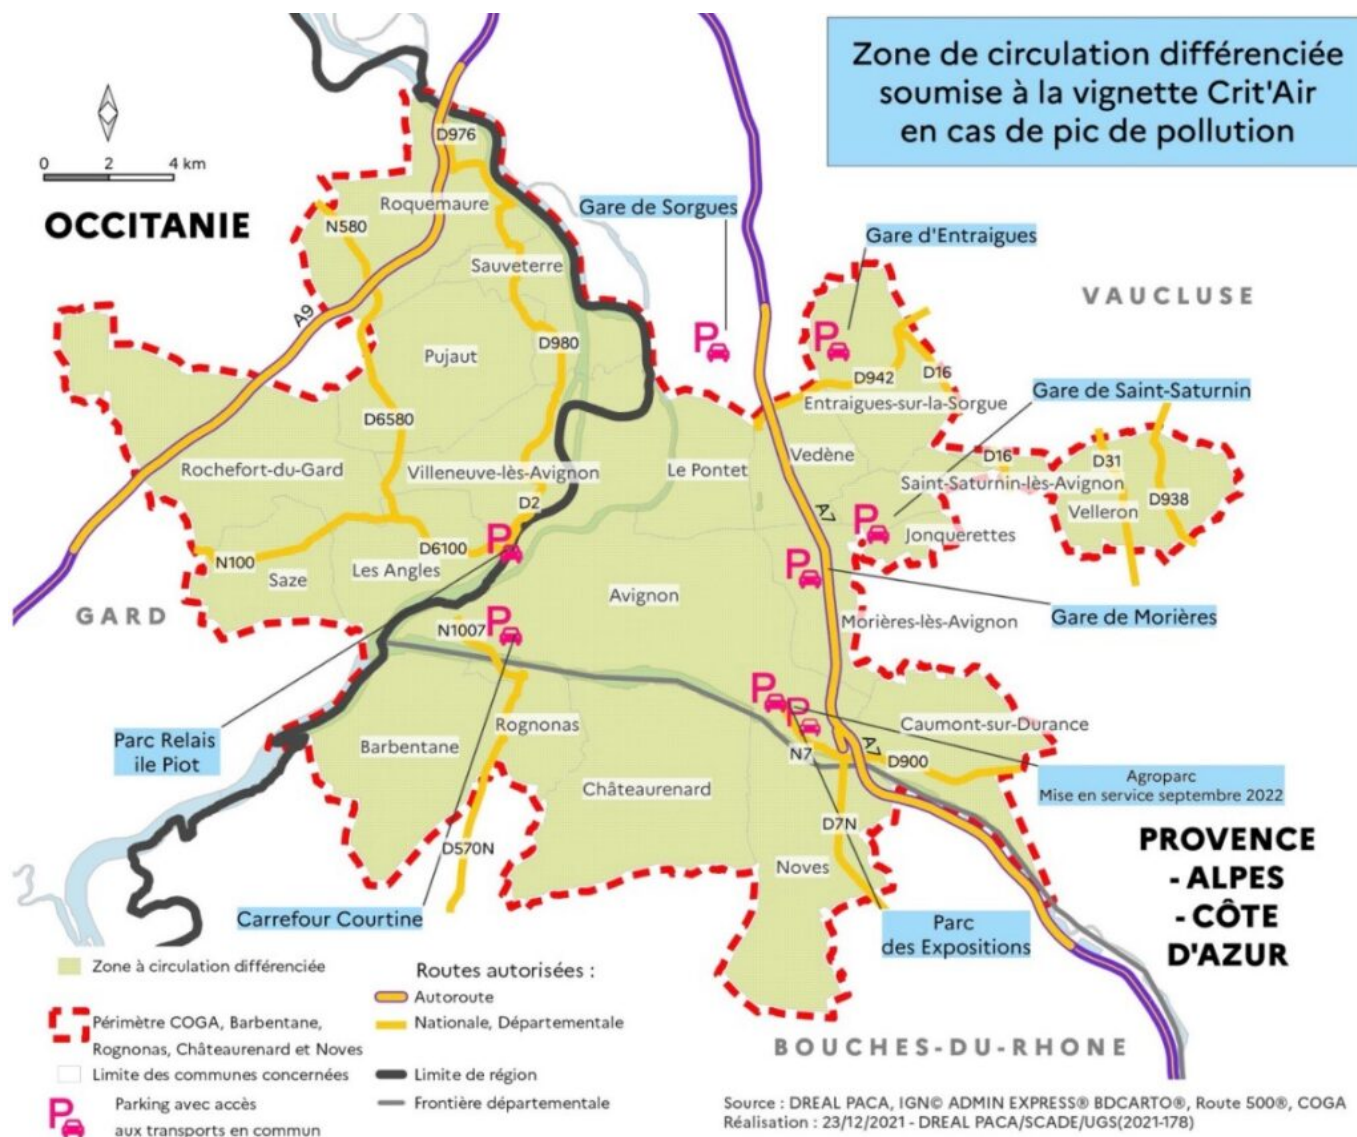 Zone de circulation différenciée
soumise à la vignette Crit'Air
en cas de pic de pollution
0 2 4 km
OCCITANIE
D976
Roquemaure
N580
Sauveterre
A9
Pujaut
D980
D6580
Rochefort-du-Gard
Villeneuve-lès-Avignon
D2
N100
D6100
Saze
Les Angles
GARD
Gare de Sorgues
P
Gare d'Entraigues
P
VAUCLUSE
D942
D16
Entraigues-sur-la-Sorgue
Gare de Saint-Saturnin
Le Pontet
Vedène
D16
D31
Saint-Saturnin-lès-Avignon
D938
Velleron
A7
P
Jonquerettes
P
P
Avignon
Morières-lès-Avignon
Gare de Morières
N1007
P
Parc Relais
ile Piot
Barbentane
Rognonas
P
P
Caumont-sur-Durance
N7
A7
D900
Châteaurenard
Agroparc
Mise en service septembre 2022
D570N
D7N
Noves
Carrefour Courtine
Parc
des Expositions
PROVENCE
- ALPES
- CÔTE
D'AZUR
BOUCHES-DU-RHONE
Zone à circulation différenciée
Périmètre COGA, Barbentane,
Rognonas, Châteaurenard et Noves
Limite des communes concernées
P
Parking avec accès
aux transports en commun
Routes autorisées :
Autoroute
Nationale, Départementale
Limite de région
Frontière départementale
Source : DREAL PACA, IGN© ADMIN EXPRESS® BDCARTO®, Route 500®, COGA
Réalisation : 23/12/2021 - DREAL PACA/SCADE/UGS(2021-178)